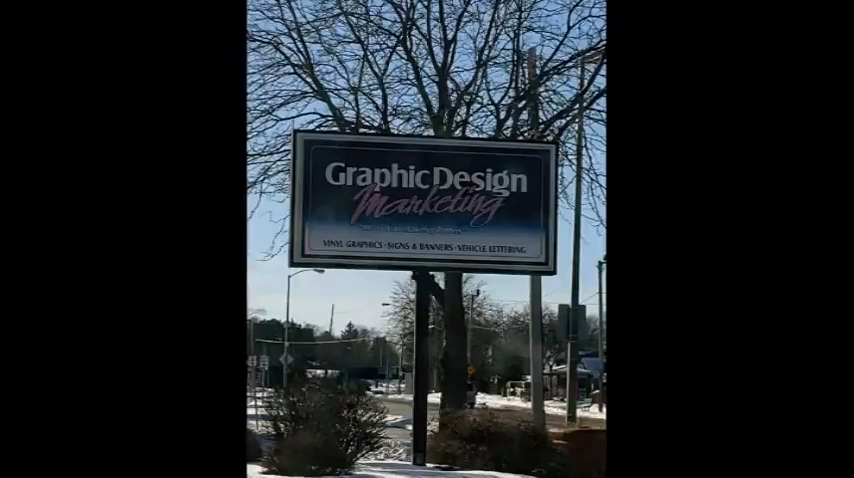 Graphic Design
Marketing
VINYL GRAPHICS · SIGNS & BANNERS · VEHICLE LETTERING